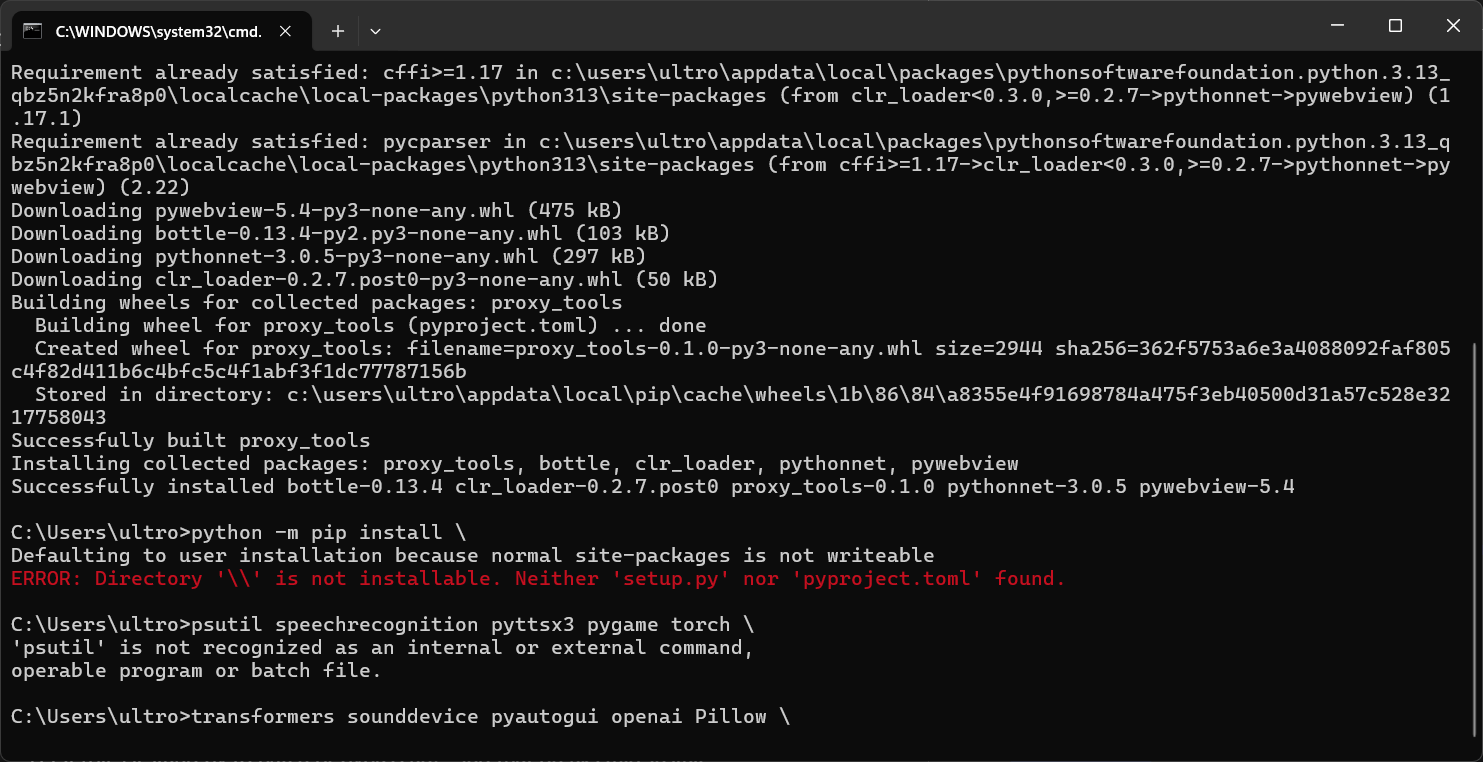 C:\WINDOWS\system32\cmd.
Requirement already satisfied: cffi>=1.17 in c:\users\ultro\appdata\local\packages\pythonsoftwarefoundation.python.3.13_
qbz5n2kfra8p0\localcache\local-packages\python313\site-packages (from clr_loader<0.3.0,>=0.2.7->pythonnet->pywebview) (1
.17.1)
Requirement already satisfied: pycparser in c:\users\ultro\appdata\local\packages\pythonsoftwarefoundation.python.3.13_q
bz5n2kfra8p0\localcache\local-packages\python313\site-packages (from cffi>=1.17->clr_loader<0.3.0,>=0.2.7->pythonnet->py
webview) (2.22)
Downloading pywebview-5.4-py3-none-any.whl (475 kB)
Downloading bottle-0.13.4-py2.py3-none-any.whl (103 kB)
Downloading pythonnet-3.0.5-py3-none-any.whl (297 kB)
Downloading clr_loader-0.2.7.post0-py3-none-any.whl (50 kB)
Building wheels for collected packages: proxy_tools
  Building wheel for proxy_tools (pyproject.toml) ... done
  Created wheel for proxy_tools: filename=proxy_tools-0.1.0-py3-none-any.whl size=2944 sha256=362f5753a6e3a4088092faf805
c4f82d411b6c4bfc5c4f1abf3f1dc77787156b
  Stored in directory: c:\users\ultro\appdata\local\pip\cache\wheels\1b\86\84\a8355e4f91698784a475f3eb40500d31a57c528e32
17758043
Successfully built proxy_tools
Installing collected packages: proxy_tools, bottle, clr_loader, pythonnet, pywebview
Successfully installed bottle-0.13.4 clr_loader-0.2.7.post0 proxy_tools-0.1.0 pythonnet-3.0.5 pywebview-5.4
C:\Users\ultro>python -m pip install \
Defaulting to user installation because normal site-packages is not writeable
ERROR: Directory '\\' is not installable. Neither 'setup.py' nor 'pyproject.toml' found.
C:\Users\ultro>psutil speechrecognition pyttsx3 pygame torch \
'psutil' is not recognized as an internal or external command,
operable program or batch file.
C:\Users\ultro>transformers sounddevice pyautogui openai Pillow \